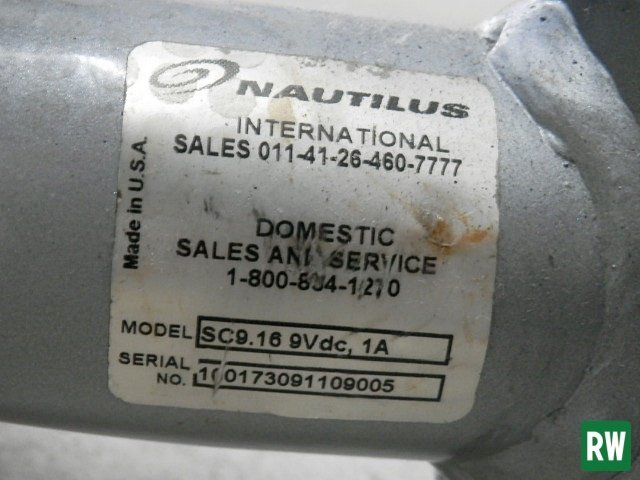 NAUTILUS
INTERNATIONAL
SALES 011-41-26-460-7777
Made in U.S.A.
DOMESTIC
SALES AND SERVICE
MODEL SC9.16 9Vdc, 1A
SERIAL NO. 100173091109005
RW